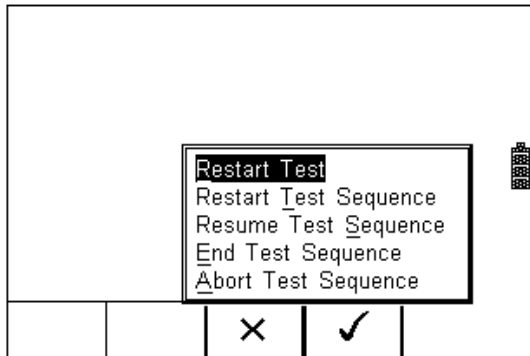 Restart Test
Restart Test Sequence
Resume Test Sequence
End Test Sequence
Abort Test Sequence